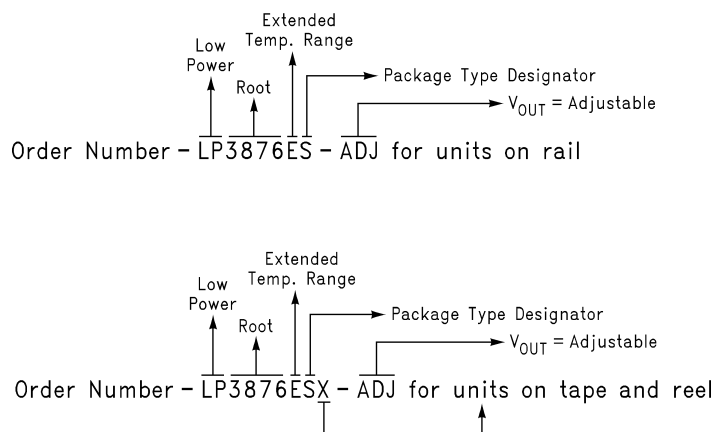 Extended
Temp. Range
Low
Power
Root
Package Type Designator
VOUT = Adjustable
Order Number - LP3876ES - ADJ for units on rail
Extended
Temp. Range
Low
Power
Root
Package Type Designator
VOUT = Adjustable
Order Number - LP3876ESX - ADJ for units on tape and reel